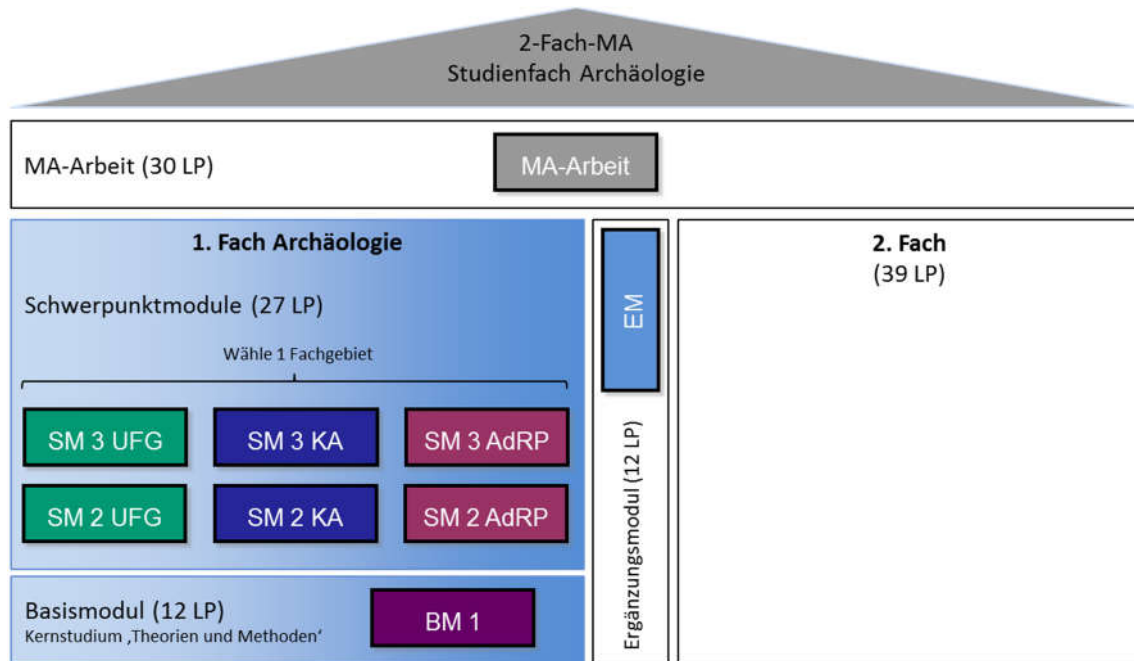 2-Fach-MA
Studienfach Archäologie
MA-Arbeit (30 LP)
MA-Arbeit
1. Fach Archäologie
Schwerpunktmodule (27 LP)
Wähle 1 Fachgebiet
SM 3 UFG
SM 3 KA
SM 3 AdRP
SM 2 UFG
SM 2 KA
SM 2 AdRP
Basismodul (12 LP)
Kernstudium ‚Theorien und Methoden‘
BM 1
EM
Ergänzungsmodul (12 LP)
2. Fach
(39 LP)